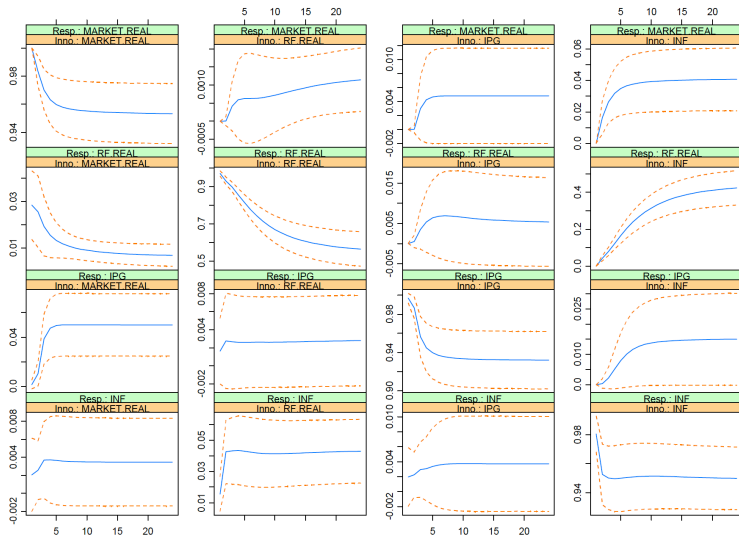 5 10 15 20
5 10 15 20
Resp.: MARKET.REAL
Resp.: MARKET.REAL
Resp.: MARKET.REAL
Resp.: MARKET.REAL
Inno.: MARKET.REAL
Inno.: RF.REAL
Inno.: IPG
Inno.: INF
0.94 0.98
-0.0005 0.0010
-0.002 0.004 0.010
0.00 0.02 0.04 0.06
Resp.: RF.REAL
Resp.: RF.REAL
Resp.: RF.REAL
Resp.: RF.REAL
Inno.: MARKET.REAL
Inno.: RF.REAL
Inno.: IPG
Inno.: INF
0.01 0.03
0.5 0.7 0.9
-0.005 0.005 0.015
0.0 0.2 0.4
Resp.: IPG
Resp.: IPG
Resp.: IPG
Resp.: IPG
Inno.: MARKET.REAL
Inno.: RF.REAL
Inno.: IPG
Inno.: INF
0.0 0.04
-0.002 0.004 0.008
0.90 0.94 0.98
0.0 0.010 0.025
Resp.: INF
Resp.: INF
Resp.: INF
Resp.: INF
Inno.: MARKET.REAL
Inno.: RF.REAL
Inno.: IPG
Inno.: INF
-0.002 0.004 0.008
0.01 0.03 0.05
-0.002 0.004 0.010
0.94 0.98
5 10 15 20
5 10 15 20